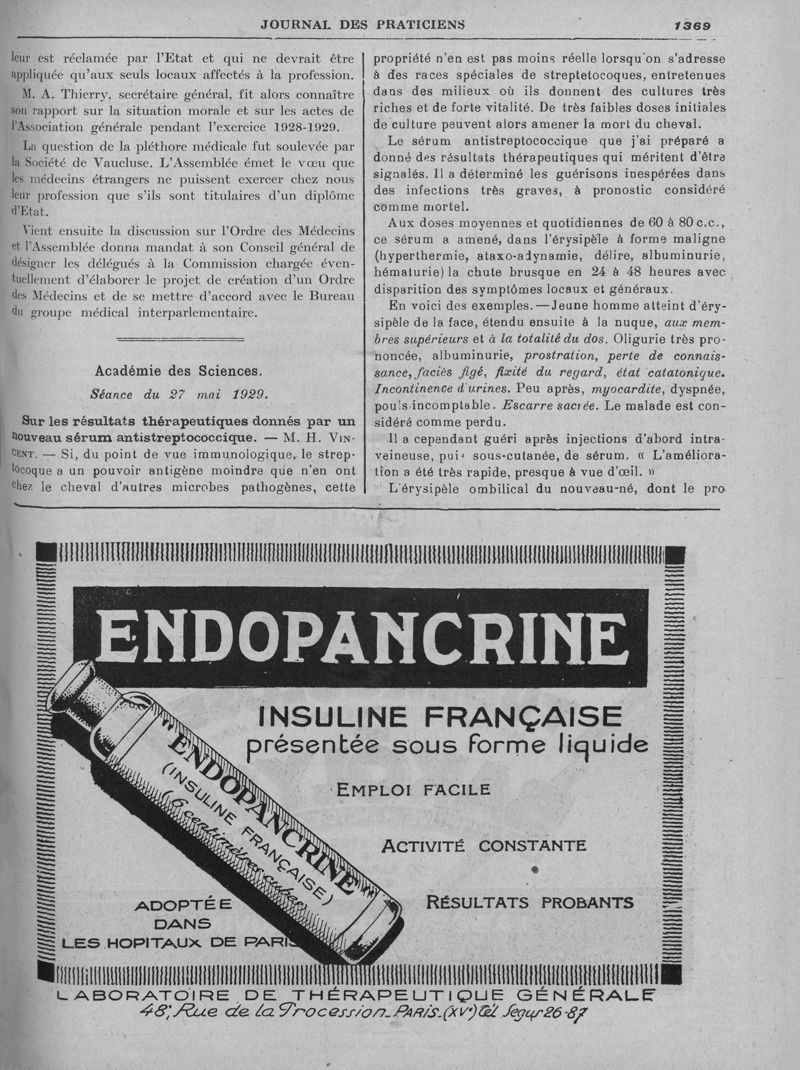 JOURNAL DES PRATICIENS
1369
leur est réclamée par l'Etat et qui ne devrait être
appliquée qu'aux seuls locaux affectés à la profession.
M. A. Thierry, secrétaire général, fit alors connaître
son rapport sur la situation morale et sur les actes de
l'Association générale pendant l'exercice 1928-1929.
La question de la pléthore médicale fut soulevée par
la Société de Vaucluse. L'Assemblée émet le vœu que
les médecins étrangers ne puissent exercer chez nous
leur profession que s'ils sont titulaires d'un diplôme
d'Etat.
Vient ensuite la discussion sur l'Ordre des Médecins
et l'Assemblée donna mandat à son Conseil général de
désigner les délégués à la Commission chargée éven-
tuellement d'élaborer le projet de création d'un Ordre
des Médecins et de se mettre d'accord avec le Bureau
du groupe médical interparlementaire.
Académie des Sciences.
Séance du 27 mai 1929.
Sur les résultats thérapeutiques donnés par un
nouveau sérum antistreptococcique. — M. H. VIN-
CENT. — Si, du point de vue immunologique, le strep-
tocoque a un pouvoir antigène moindre que n'en ont
chez le cheval d'autres microbes pathogènes, cette
propriété n'en est pas moins réelle lorsqu'on s'adresse
à des races spéciales de streptetocoques, entretenues
dans des milieux où ils donnent des cultures très
riches et de forte vitalité. De très faibles doses initiales
de culture peuvent alors amener la mort du cheval.
Le sérum antistreptococcique que j'ai préparé a
donné des résultats thérapeutiques qui méritent d'être
signalés. Il a déterminé les guérisons inespérées dans
des infections très graves, à pronostic considéré
comme mortel.
Aux doses moyennes et quotidiennes de 60 à 80 c.c.,
ce sérum a amené, dans l'érysipèle à forme maligne
(hyperthermie, ataxo-adynamie, délire, albuminurie,
hématurie) la chute brusque en 24 à 48 heures avec
disparition des symptômes locaux et généraux.
En voici des exemples. — Jeune homme atteint d'éry-
sipèle de la face, étendu ensuite à la nuque, aux mem-
bres supérieurs et à la totalité du dos. Oligurie très pro-
noncée, albuminurie, prostration, perte de connais-
sance, faciès figé, fixité du regard, état catatonique.
Incontinence d'urines. Peu après, myocardite, dyspnée,
pouls incomptable. Escarre sacrée. Le malade est con-
sidéré comme perdu.
Il a cependant guéri après injections d'abord intra-
veineuse, puis sous-cutanée, de sérum. « L'améliora-
tion a été très rapide, presque à vue d'œil. »
L'érysipèle ombilical du nouveau-né, dont le pro
ENDOPANCRINE
INSULINE FRANÇAISE
présentée sous forme liquide
EMPLOI FACILE
"ENDOPANCRINE"
(INSULINE FRANÇAISE)
(6 centimètres cubes)
ACTIVITÉ CONSTANTE
RÉSULTATS PROBANTS
ADOPTÉE
DANS
LES HOPITAUX DE PARIS
LABORATOIRE DE THÉRAPEUTIQUE GÉNÉRALE
48, Rue de la Procession_PARIS_(XVe) Tél. Segur 26-87